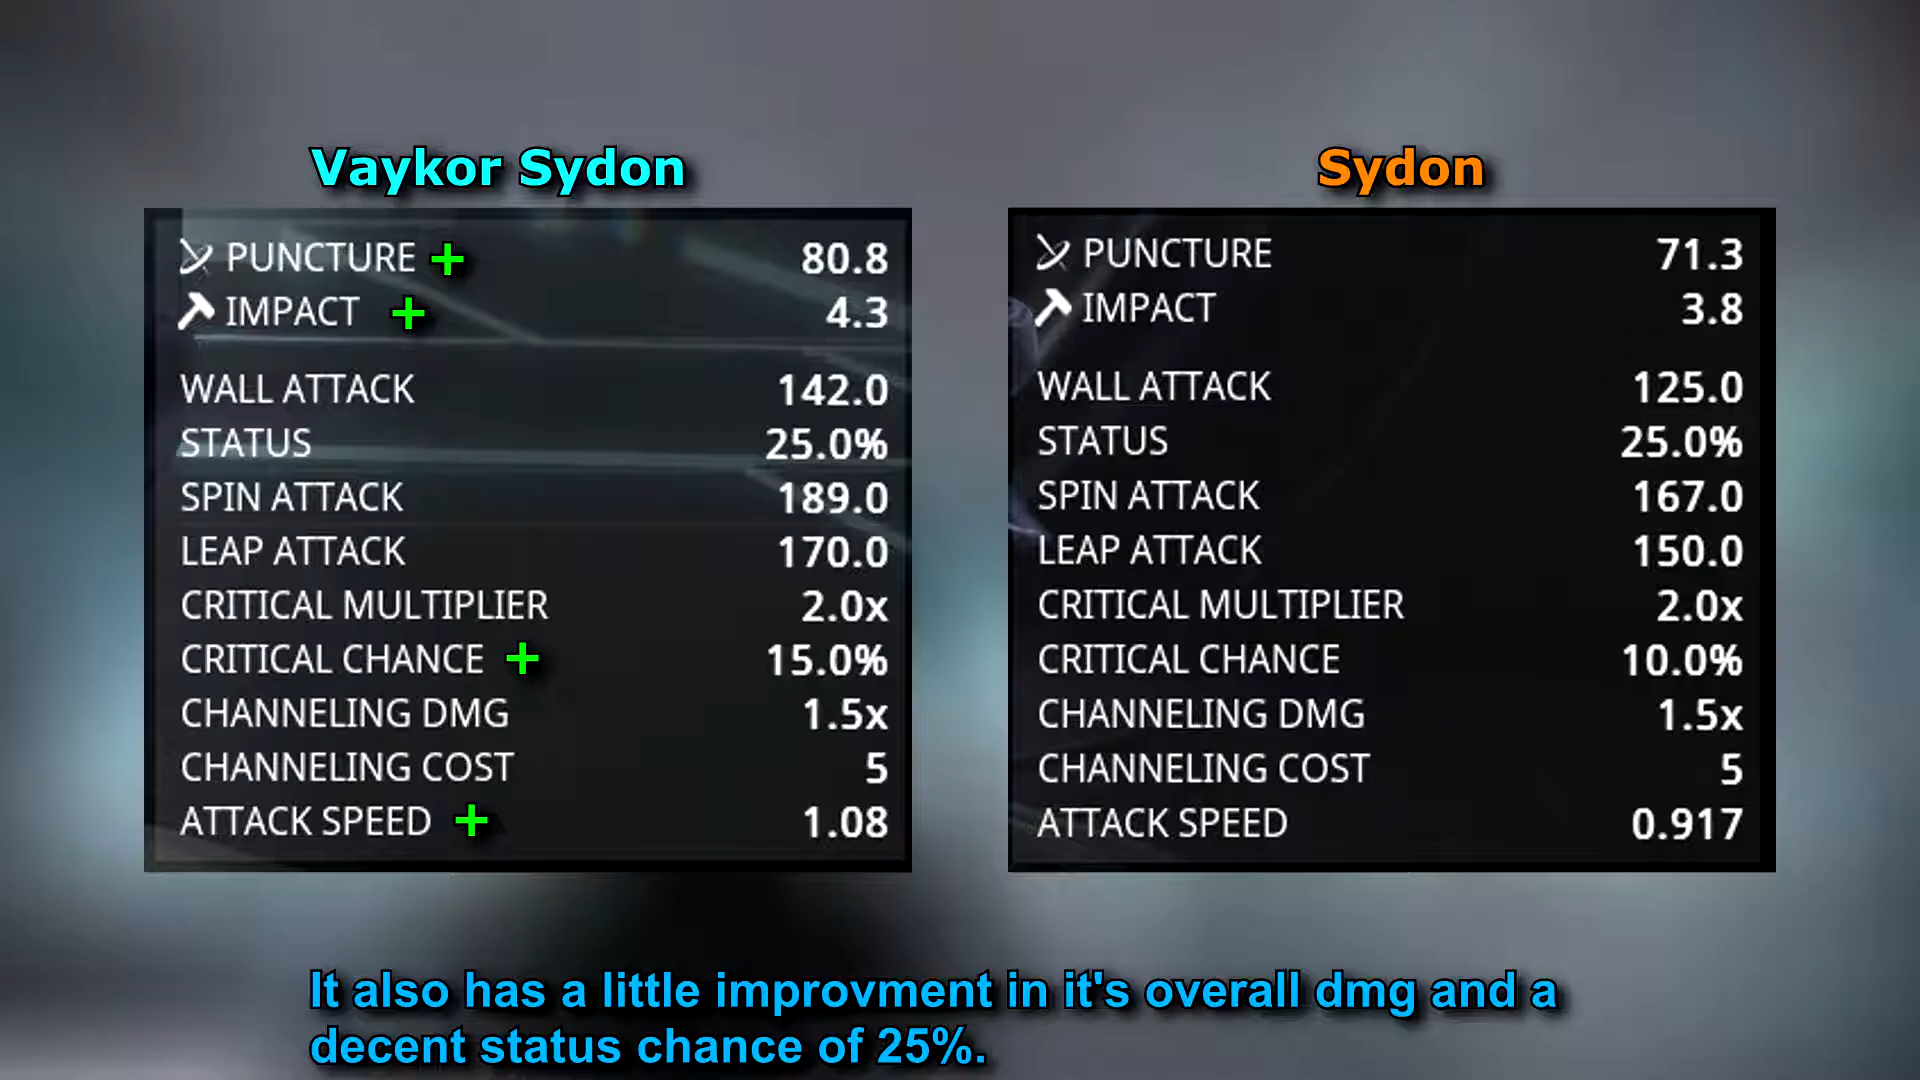 Vaykor Sydon
PUNCTURE + 80.8
IMPACT + 4.3
WALL ATTACK 142.0
STATUS 25.0%
SPIN ATTACK 189.0
LEAP ATTACK 170.0
CRITICAL MULTIPLIER 2.0x
CRITICAL CHANCE + 15.0%
CHANNELING DMG 1.5x
CHANNELING COST 5
ATTACK SPEED + 1.08
Sydon
PUNCTURE 71.3
IMPACT 3.8
WALL ATTACK 125.0
STATUS 25.0%
SPIN ATTACK 167.0
LEAP ATTACK 150.0
CRITICAL MULTIPLIER 2.0x
CRITICAL CHANCE 10.0%
CHANNELING DMG 1.5x
CHANNELING COST 5
ATTACK SPEED 0.917
It also has a little improvment in it's overall dmg and a
decent status chance of 25%.